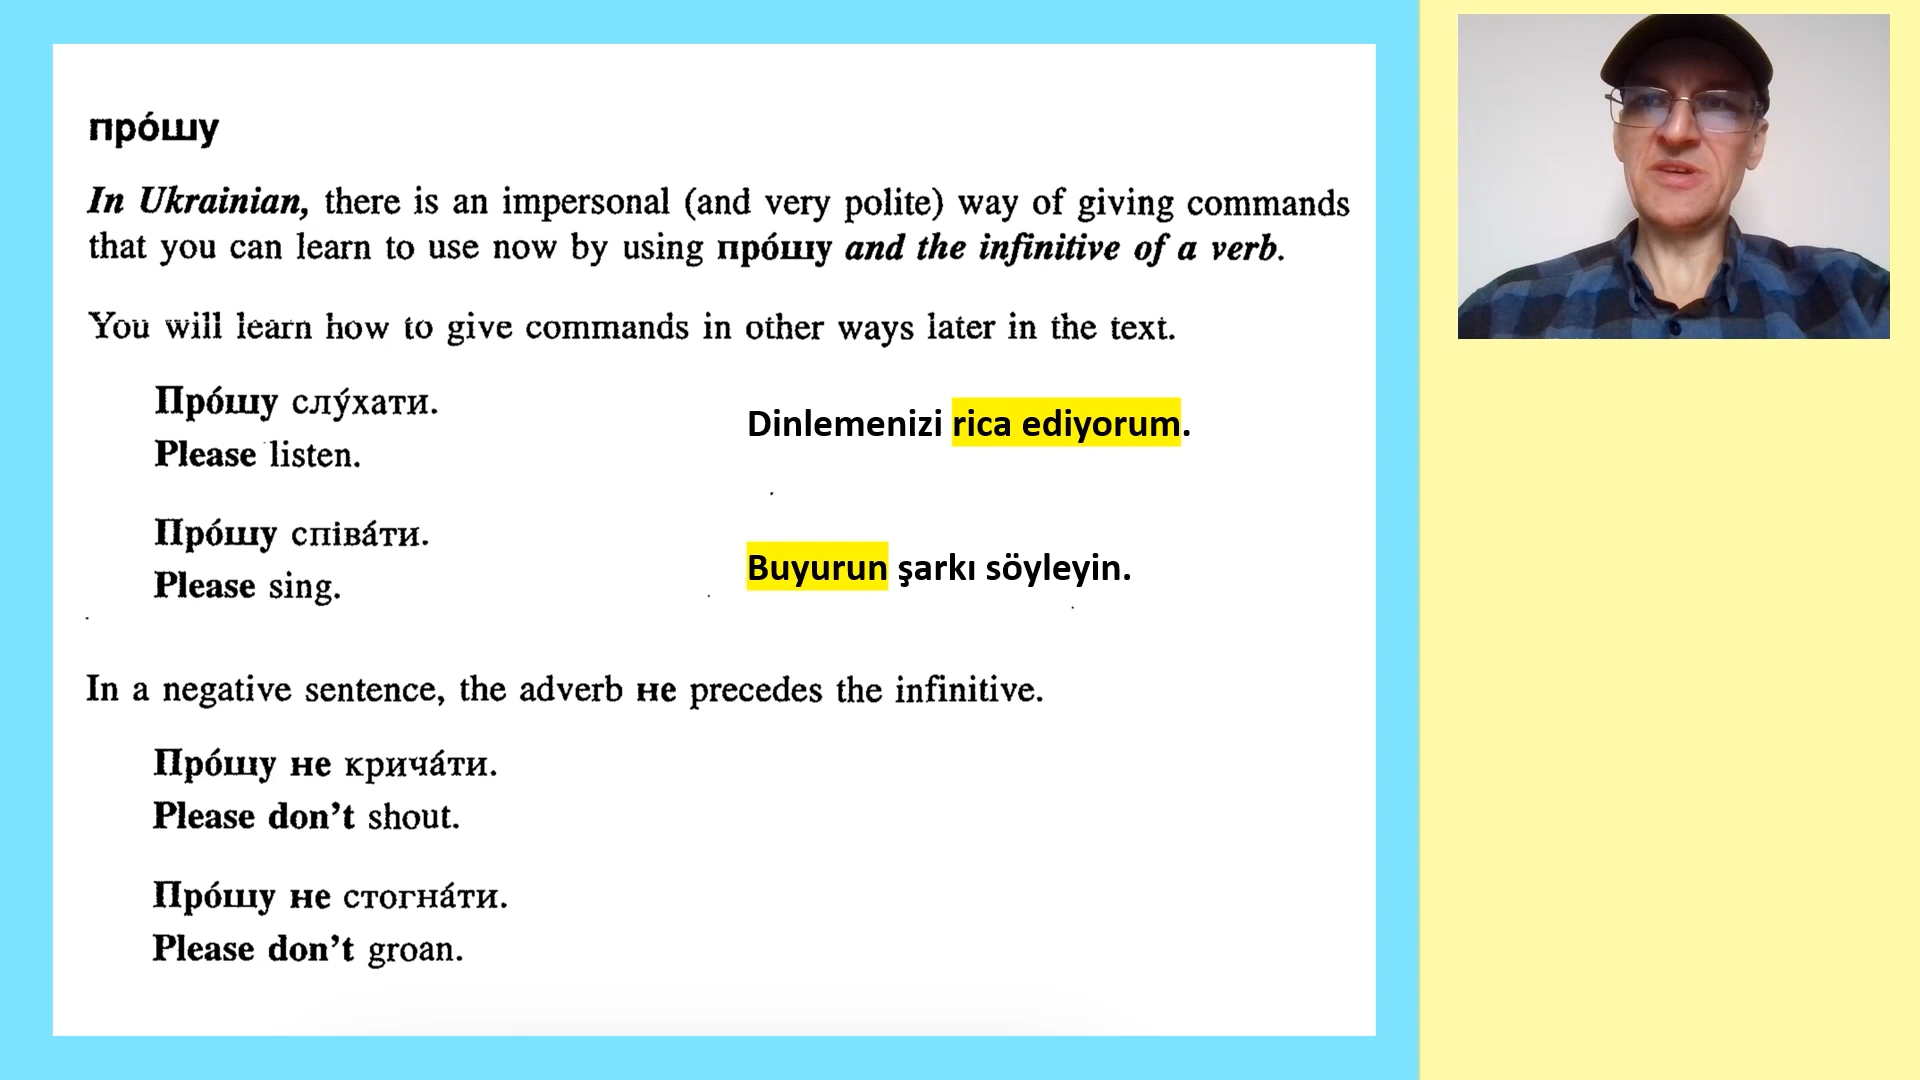 про́шу
In Ukrainian, there is an impersonal (and very polite) way of giving commands
that you can learn to use now by using про́шу and the infinitive of a verb.
You will learn how to give commands in other ways later in the text.
Про́шу слу́хати.
Please listen.
Dinlemenizi rica ediyorum.
Про́шу співа́ти.
Please sing.
Buyurun şarkı söyleyin.
In a negative sentence, the adverb не precedes the infinitive.
Про́шу не крича́ти.
Please don't shout.
Про́шу не стогна́ти.
Please don't groan.